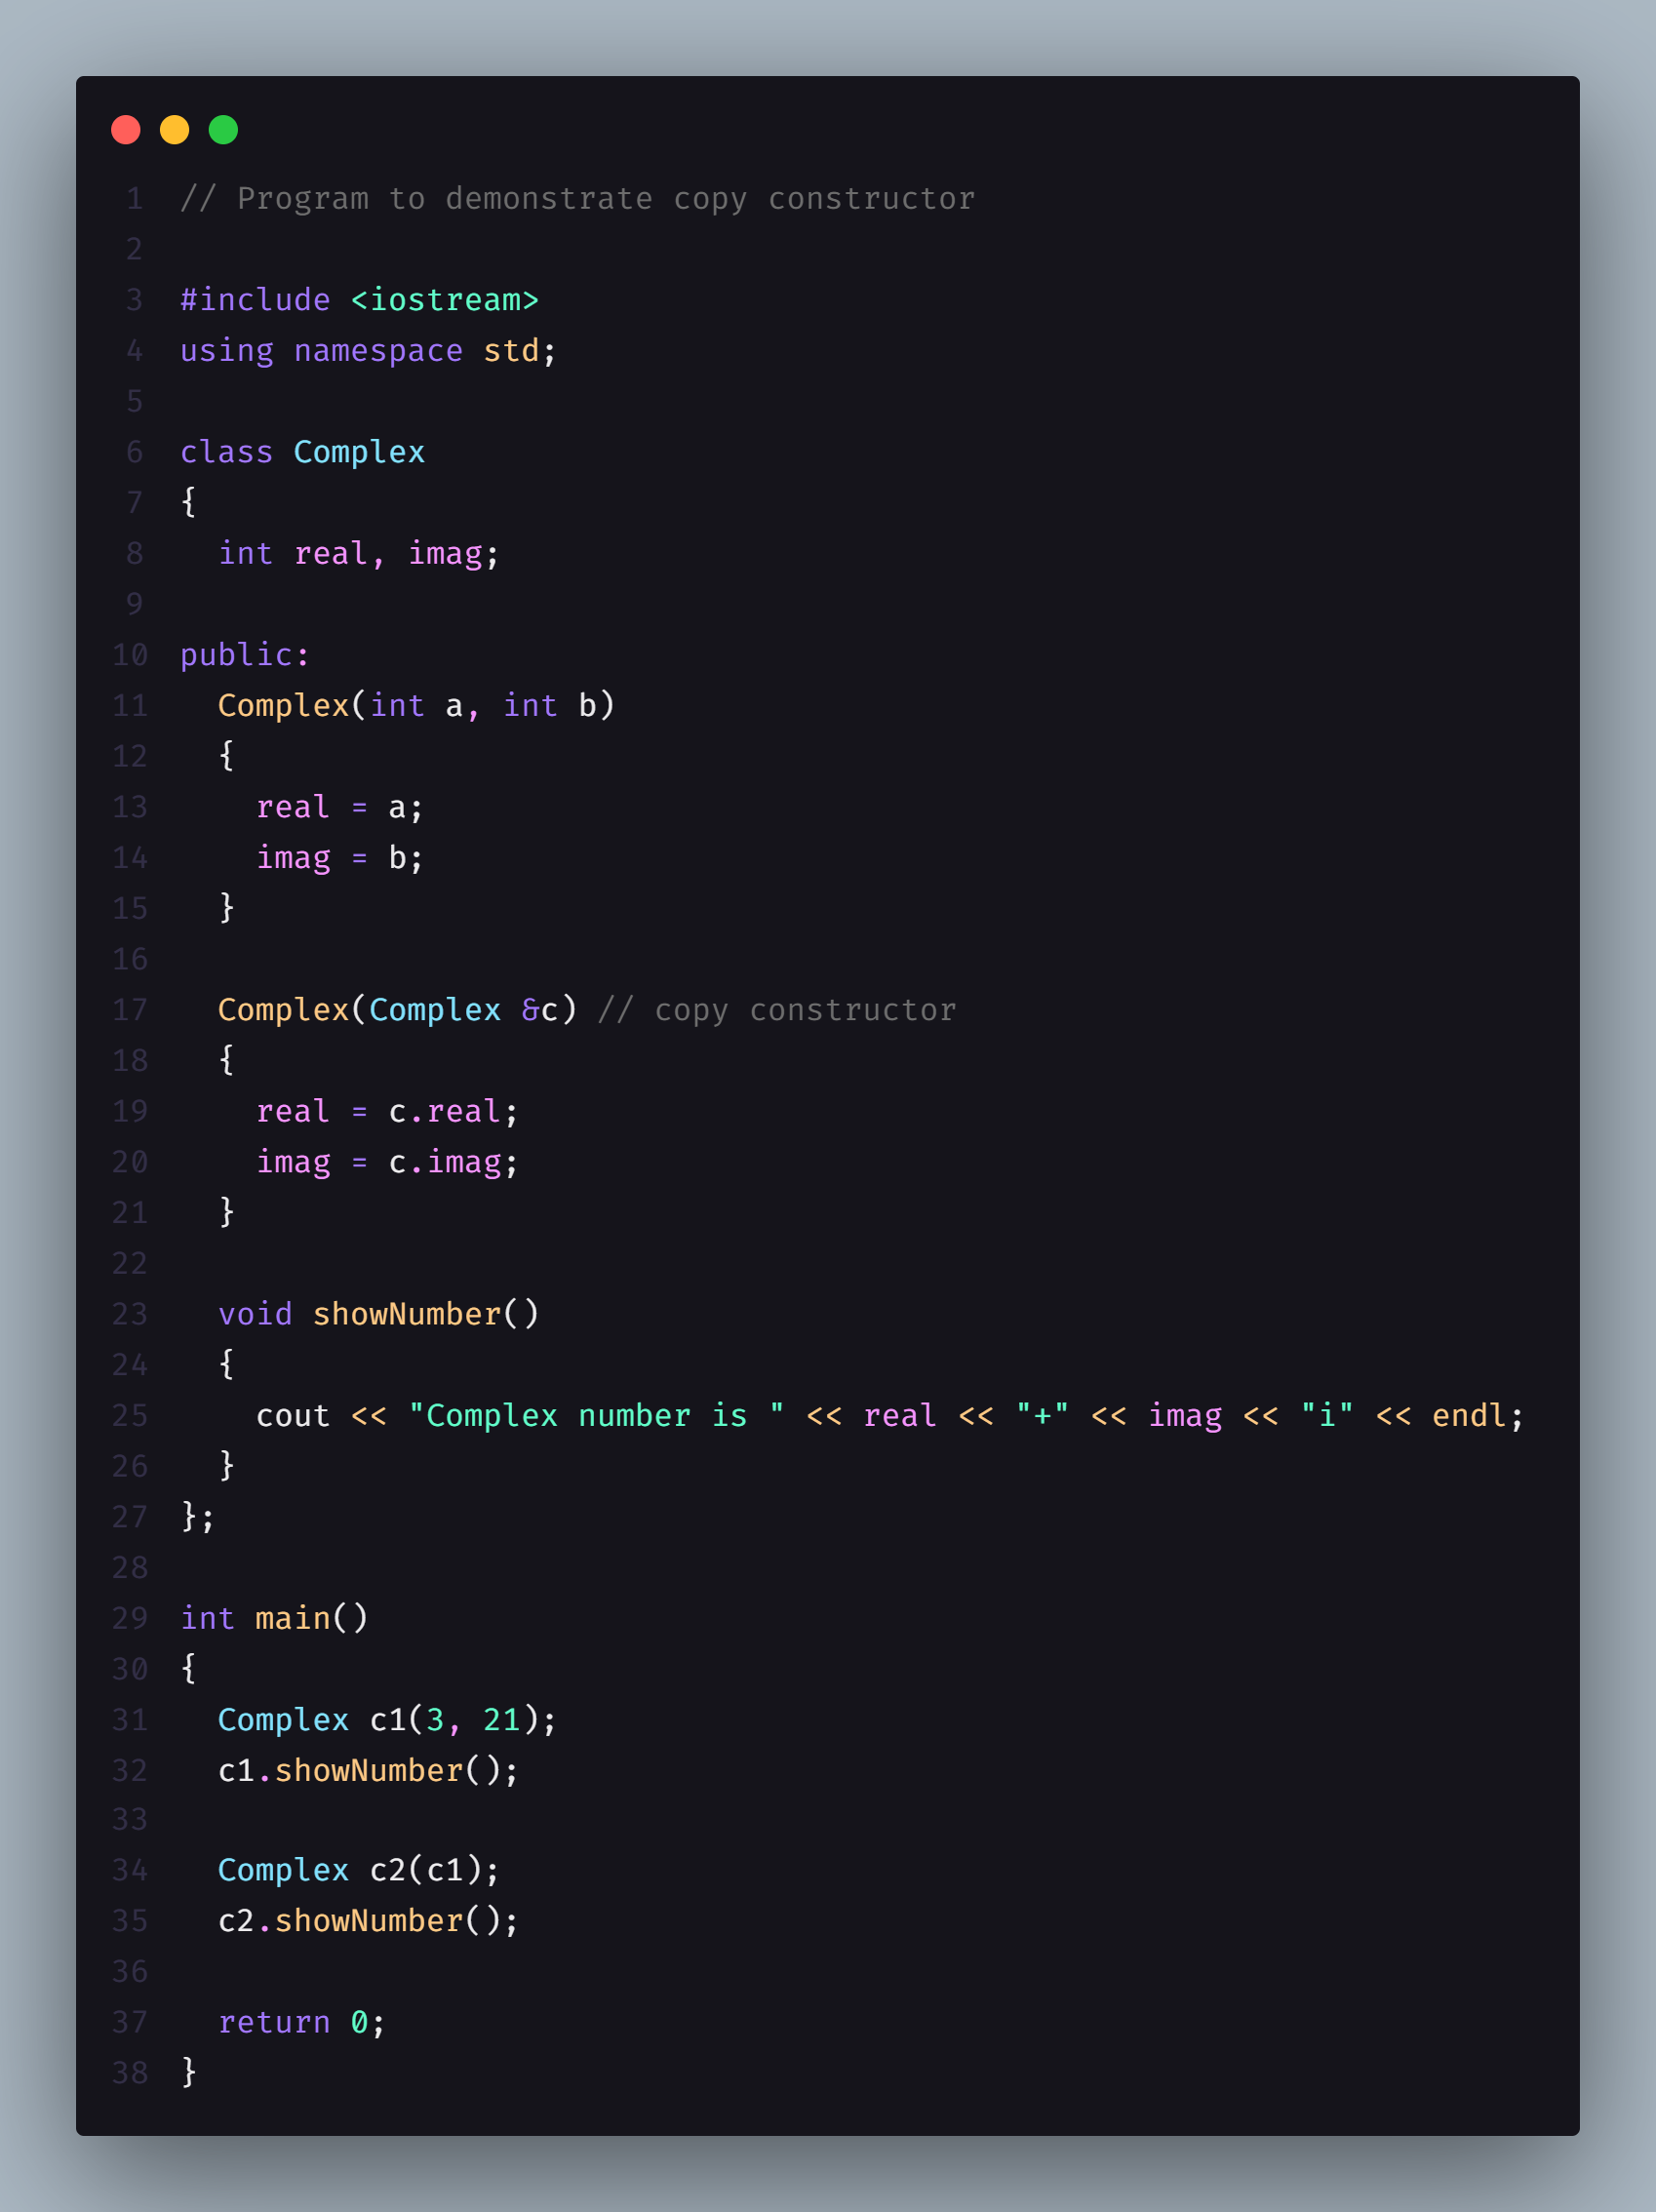 1 // Program to demonstrate copy constructor
2
3 #include <iostream>
4 using namespace std;
5
6 class Complex
7 {
8   int real, imag;
9
10 public:
11   Complex(int a, int b)
12   {
13     real = a;
14     imag = b;
15   }
16
17   Complex(Complex &c) // copy constructor
18   {
19     real = c.real;
20     imag = c.imag;
21   }
22
23   void showNumber()
24   {
25     cout << "Complex number is " << real << "+" << imag << "i" << endl;
26   }
27 };
28
29 int main()
30 {
31   Complex c1(3, 21);
32   c1.showNumber();
33
34   Complex c2(c1);
35   c2.showNumber();
36
37   return 0;
38 }